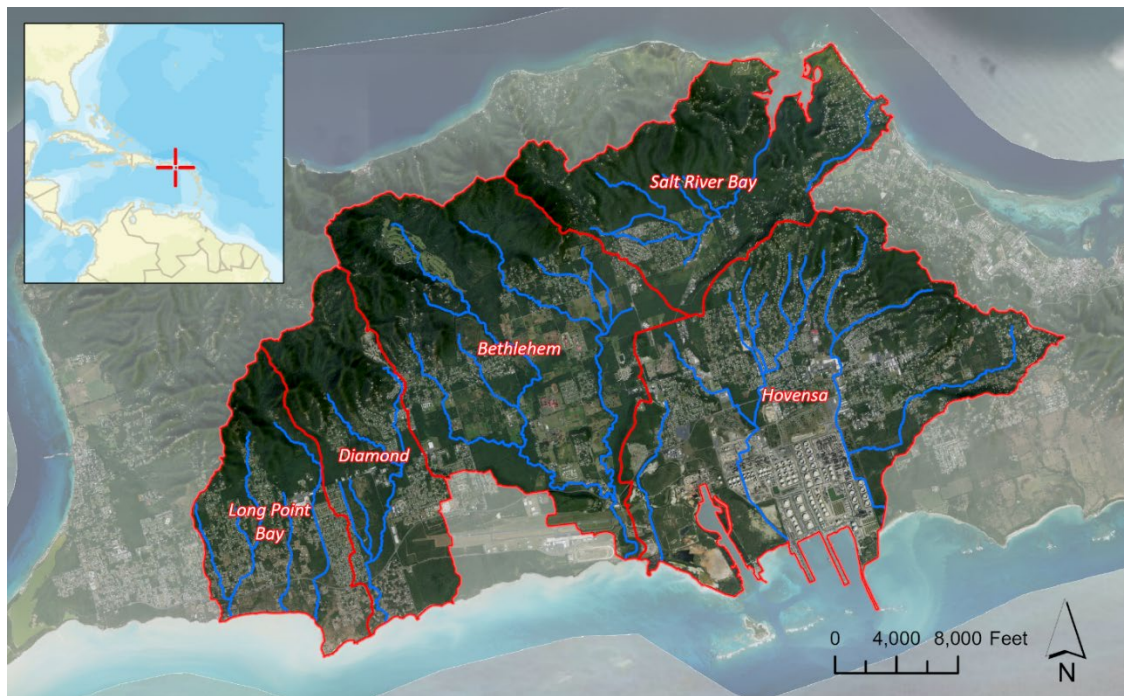 Salt River Bay
Bethlehem
Hovensa
Diamond
Long Point
Bay
0 4,000 8,000 Feet
N